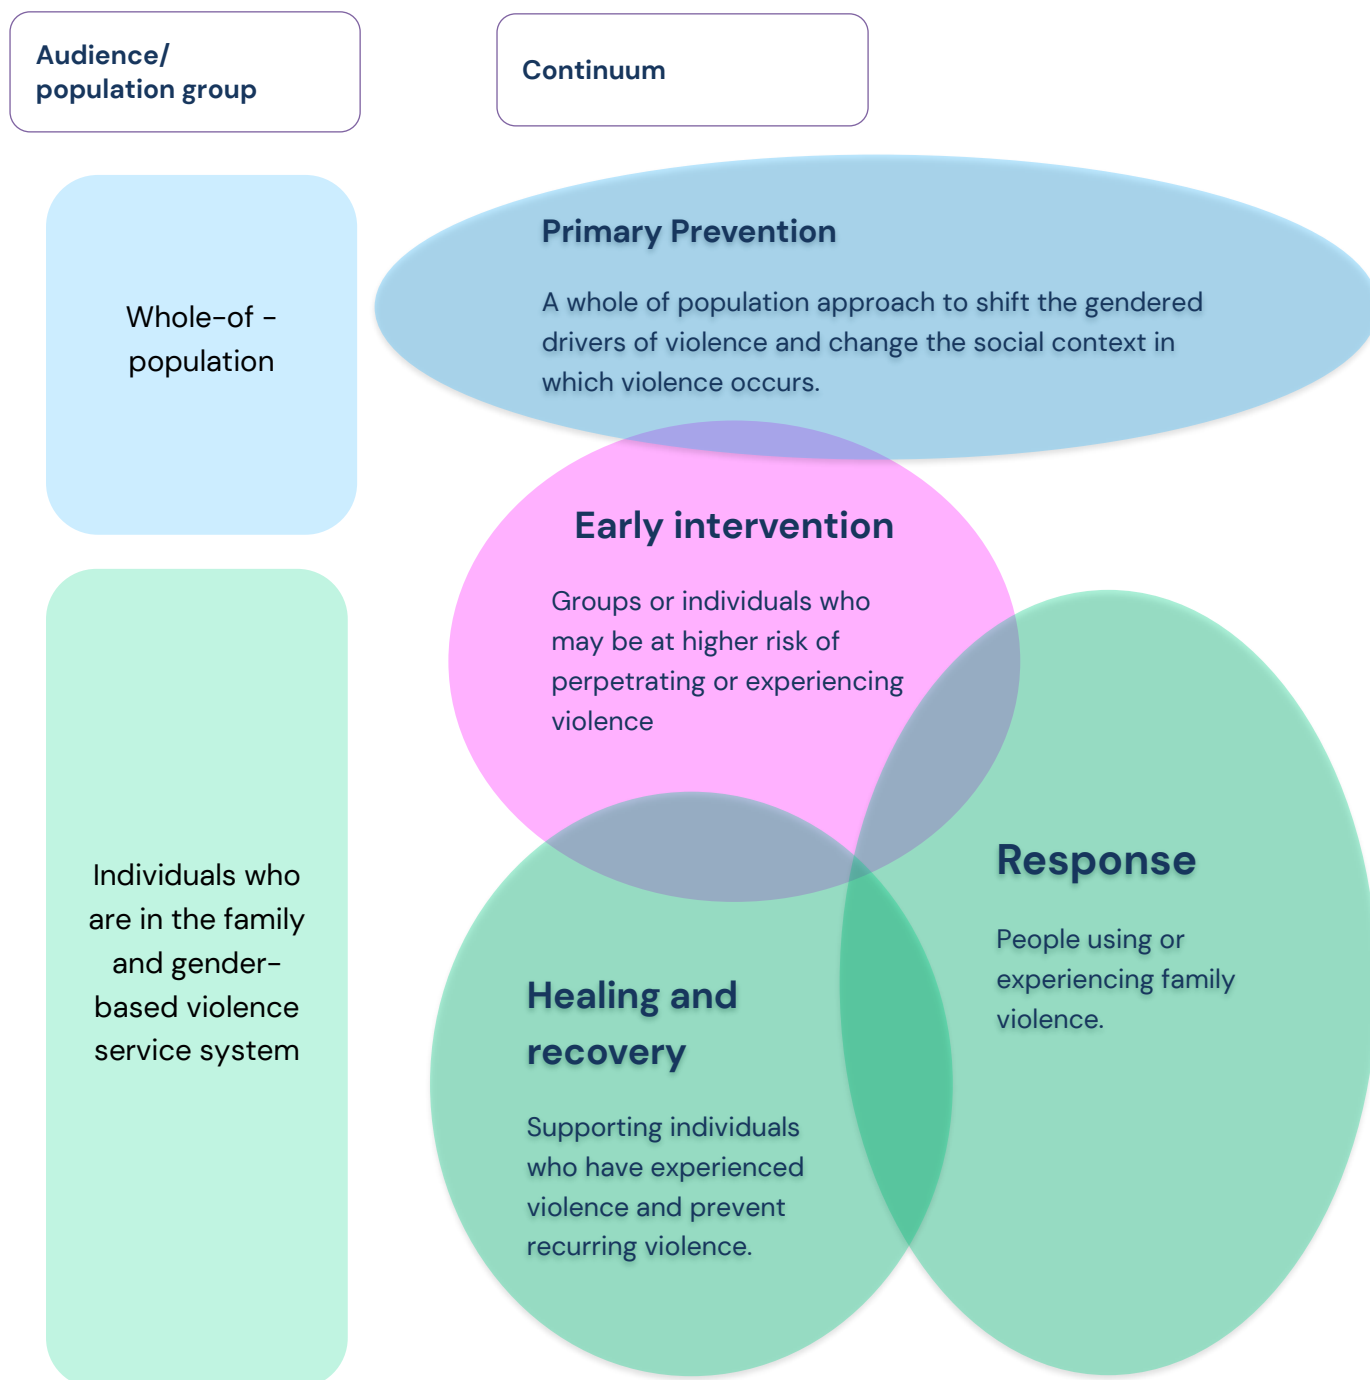 Audience/
population group
Continuum
Whole-of -
population
Primary Prevention
A whole of population approach to shift the gendered
drivers of violence and change the social context in
which violence occurs.
Early intervention
Groups or individuals who
may be at higher risk of
perpetrating or experiencing
violence
Individuals who
are in the family
and gender-
based violence
service system
Response
People using or
experiencing family
violence.
Healing and
recovery
Supporting individuals
who have experienced
violence and prevent
recurring violence.